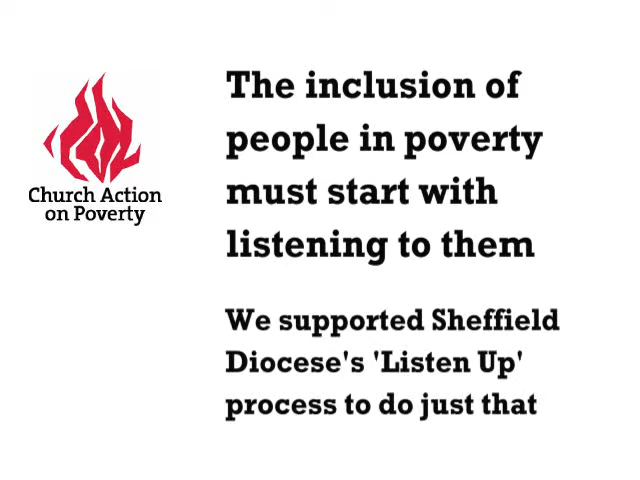 Church Action
on Poverty
The inclusion of
people in poverty
must start with
listening to them
We supported Sheffield
Diocese's 'Listen Up'
process to do just that